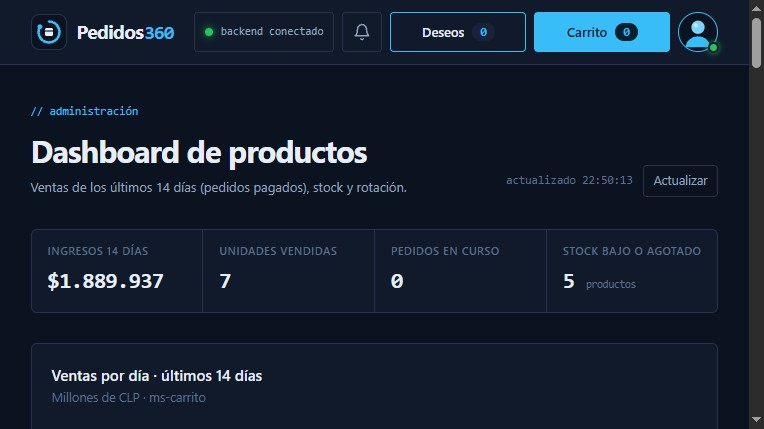 Pedidos360
backend conectado
Deseos 0
Carrito 0
// administración
Dashboard de productos
Ventas de los últimos 14 días (pedidos pagados), stock y rotación.
actualizado 22:50:13
Actualizar
INGRESOS 14 DÍAS
$1.889.937
UNIDADES VENDIDAS
7
PEDIDOS EN CURSO
0
STOCK BAJO O AGOTADO
5 productos
Ventas por día · últimos 14 días
Millones de CLP · ms-carrito